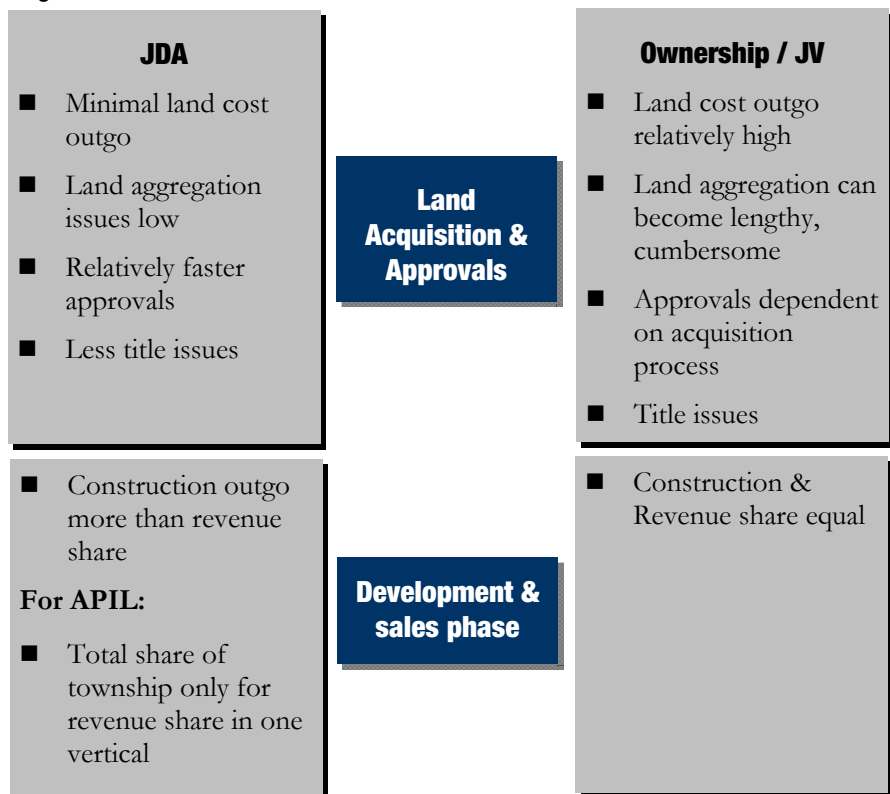 JDA
■ Minimal land cost
outgo
■ Land aggregation
issues low
■ Relatively faster
approvals
■ Less title issues
Land
Acquisition &
Approvals
Ownership / JV
■ Land cost outgo
relatively high
■ Land aggregation can
become lengthy,
cumbersome
■ Approvals dependent
on acquisition
process
■ Title issues
■ Construction outgo
more than revenue
share
For APIL:
■ Total share of
township only for
revenue share in one
vertical
Development &
sales phase
■ Construction &
Revenue share equal